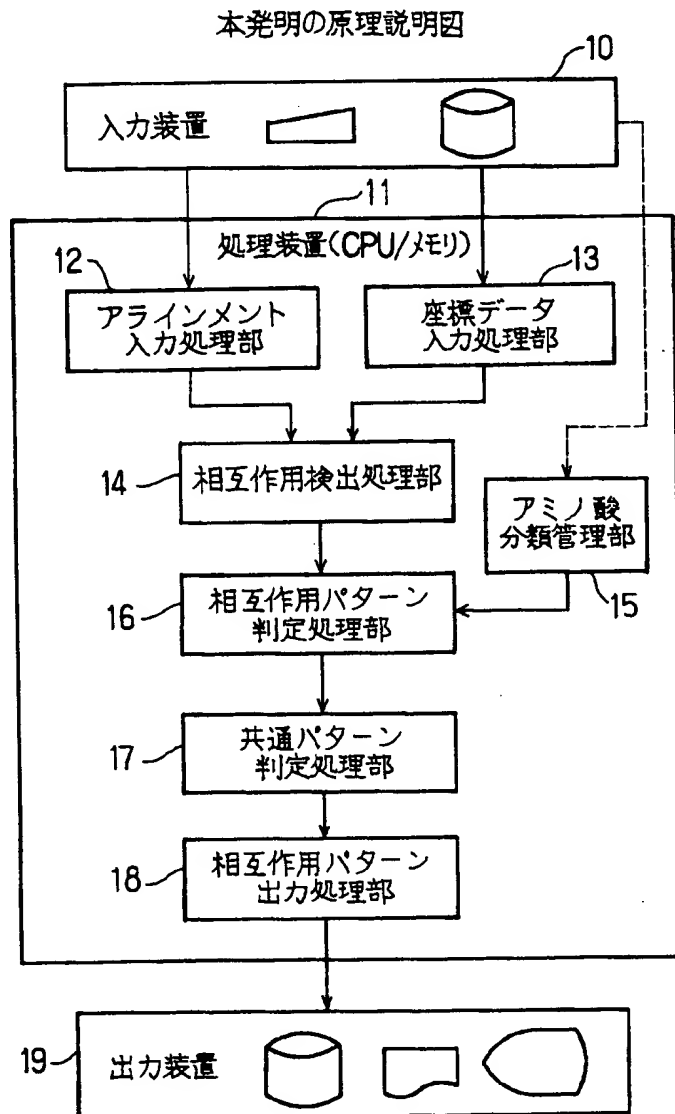 本発明の原理説明図
10
入力装置
11
処理装置(CPU/メモリ)
12
アラインメント
入力処理部
13
座標データ
入力処理部
14
相互作用検出処理部
アミノ酸
分類管理部
15
16
相互作用パターン
判定処理部
17
共通パターン
判定処理部
18
相互作用パターン
出力処理部
19
出力装置